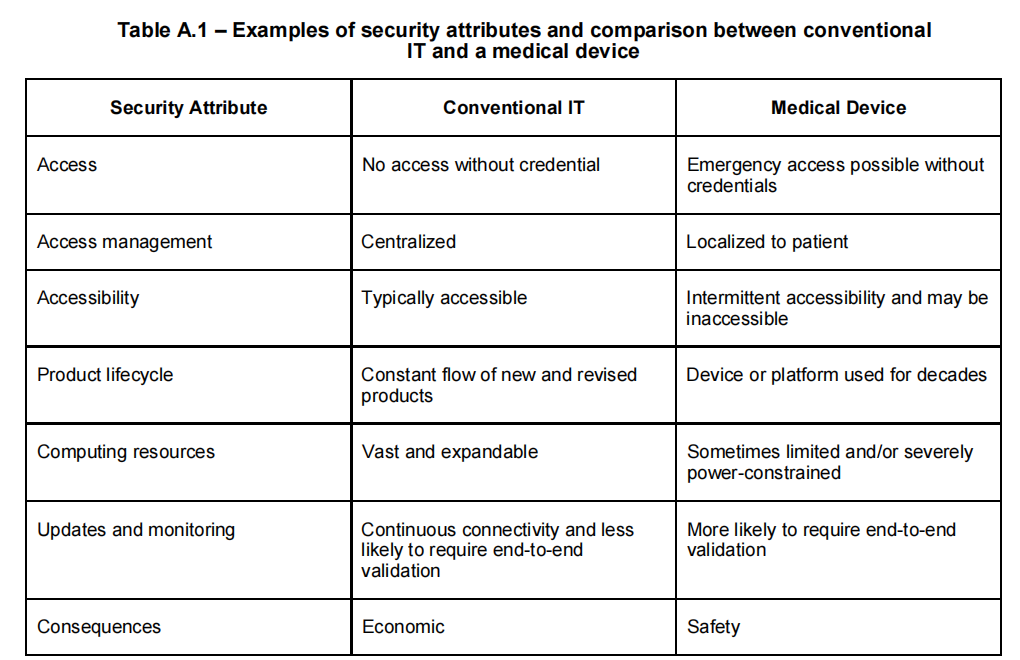 Table A.1 – Examples of security attributes and comparison between conventional
IT and a medical device
Security Attribute
Conventional IT
Medical Device
Access
No access without credential
Emergency access possible without
credentials
Access management
Centralized
Localized to patient
Accessibility
Typically accessible
Intermittent accessibility and may be
inaccessible
Product lifecycle
Constant flow of new and revised
products
Device or platform used for decades
Computing resources
Vast and expandable
Sometimes limited and/or severely
power-constrained
Updates and monitoring
Continuous connectivity and less
likely to require end-to-end
validation
More likely to require end-to-end
validation
Consequences
Economic
Safety